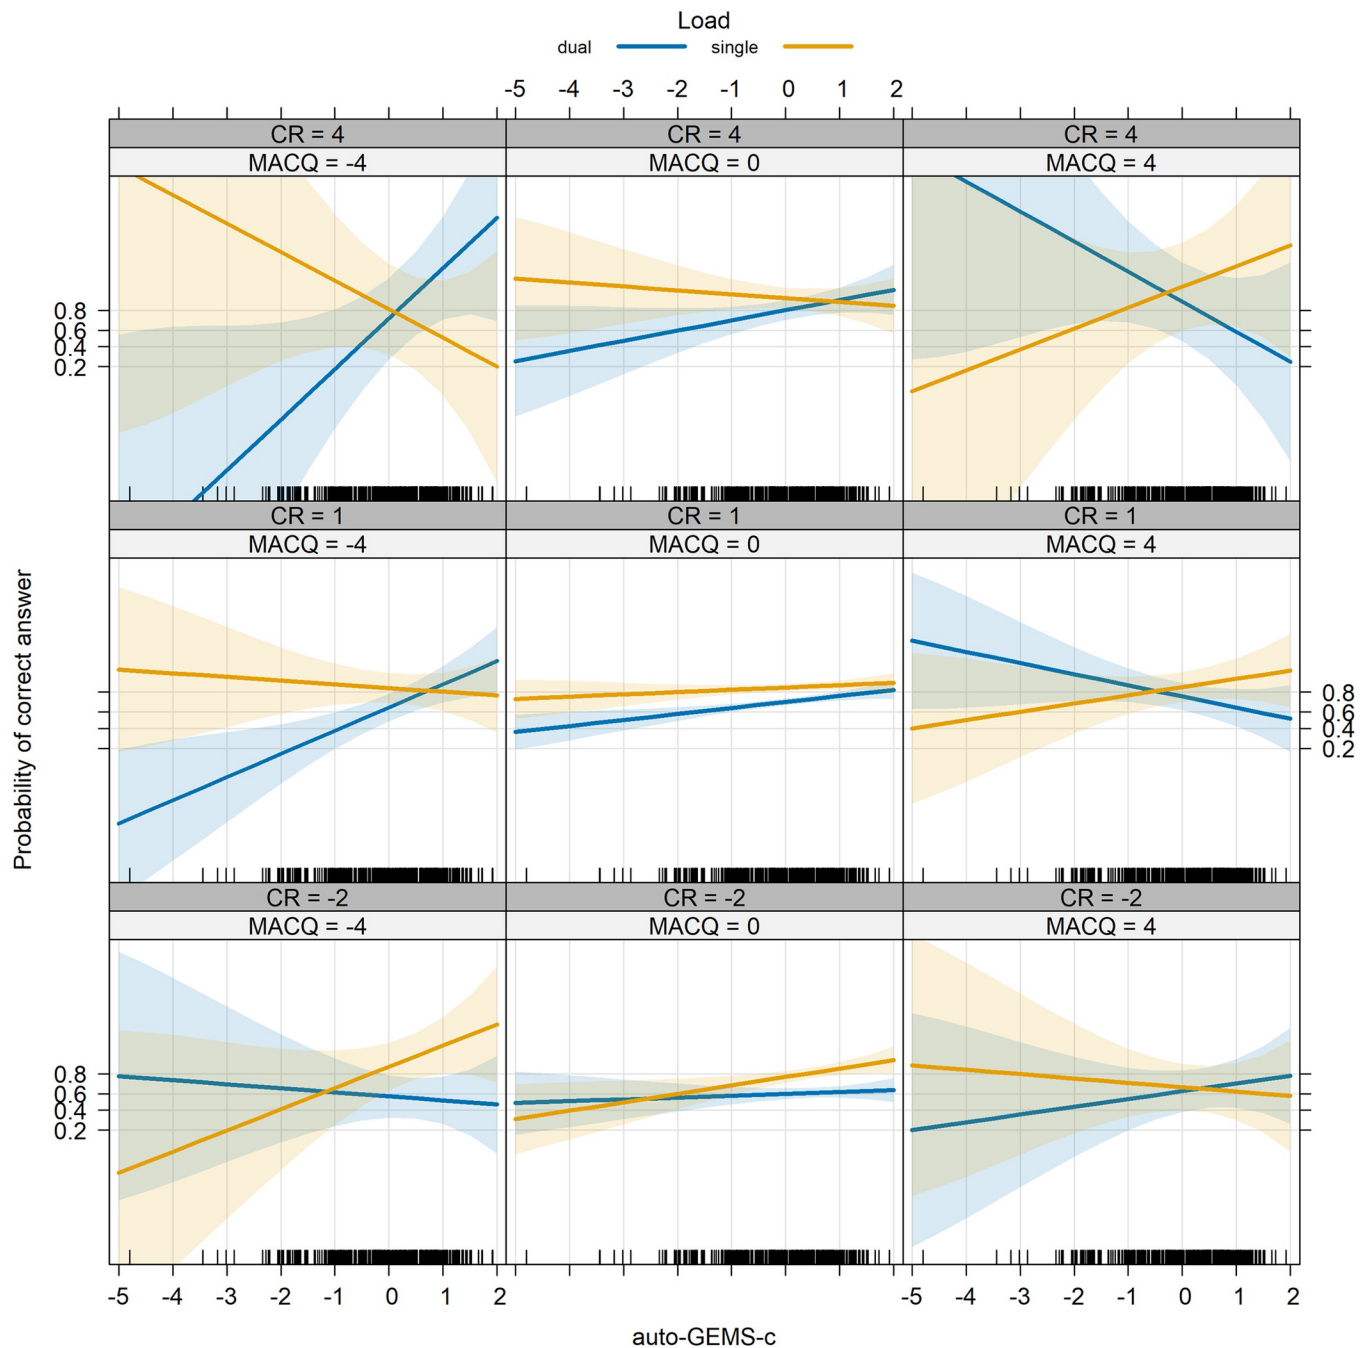 Load
dual single
-5 -4 -3 -2 -1 0 1 2
CR = 4 CR = 4 CR = 4
MACQ = -4 MACQ = 0 MACQ = 4
0.8
0.6
0.4
0.2
CR = 1 CR = 1 CR = 1
MACQ = -4 MACQ = 0 MACQ = 4
Probability of correct answer
0.8
0.6
0.4
0.2
CR = -2 CR = -2 CR = -2
MACQ = -4 MACQ = 0 MACQ = 4
0.8
0.6
0.4
0.2
-5 -4 -3 -2 -1 0 1 2 -5 -4 -3 -2 -1 0 1 2
auto-GEMS-c